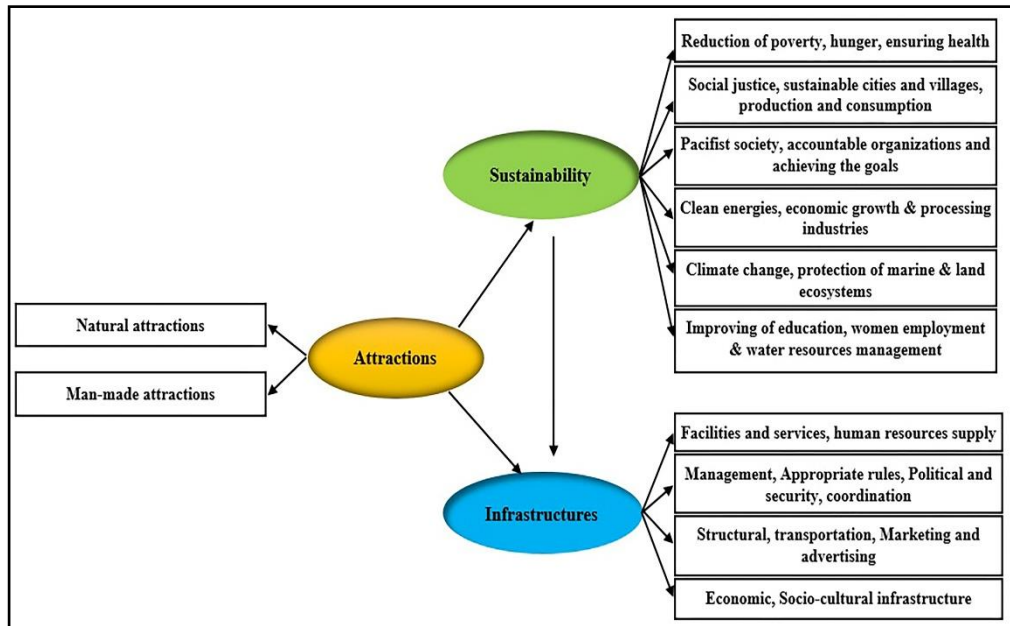 Reduction of poverty, hunger, ensuring health
Social justice, sustainable cities and villages,
production and consumption
Pacifist society, accountable organizations and
achieving the goals
Sustainability
Clean energies, economic growth & processing
industries
Climate change, protection of marine & land
ecosystems
Improving of education, women employment
& water resources management
Natural attractions
Attractions
Man-made attractions
Facilities and services, human resources supply
Management, Appropriate rules, Political and
security, coordination
Infrastructures
Structural, transportation, Marketing and
advertising
Economic, Socio-cultural infrastructure